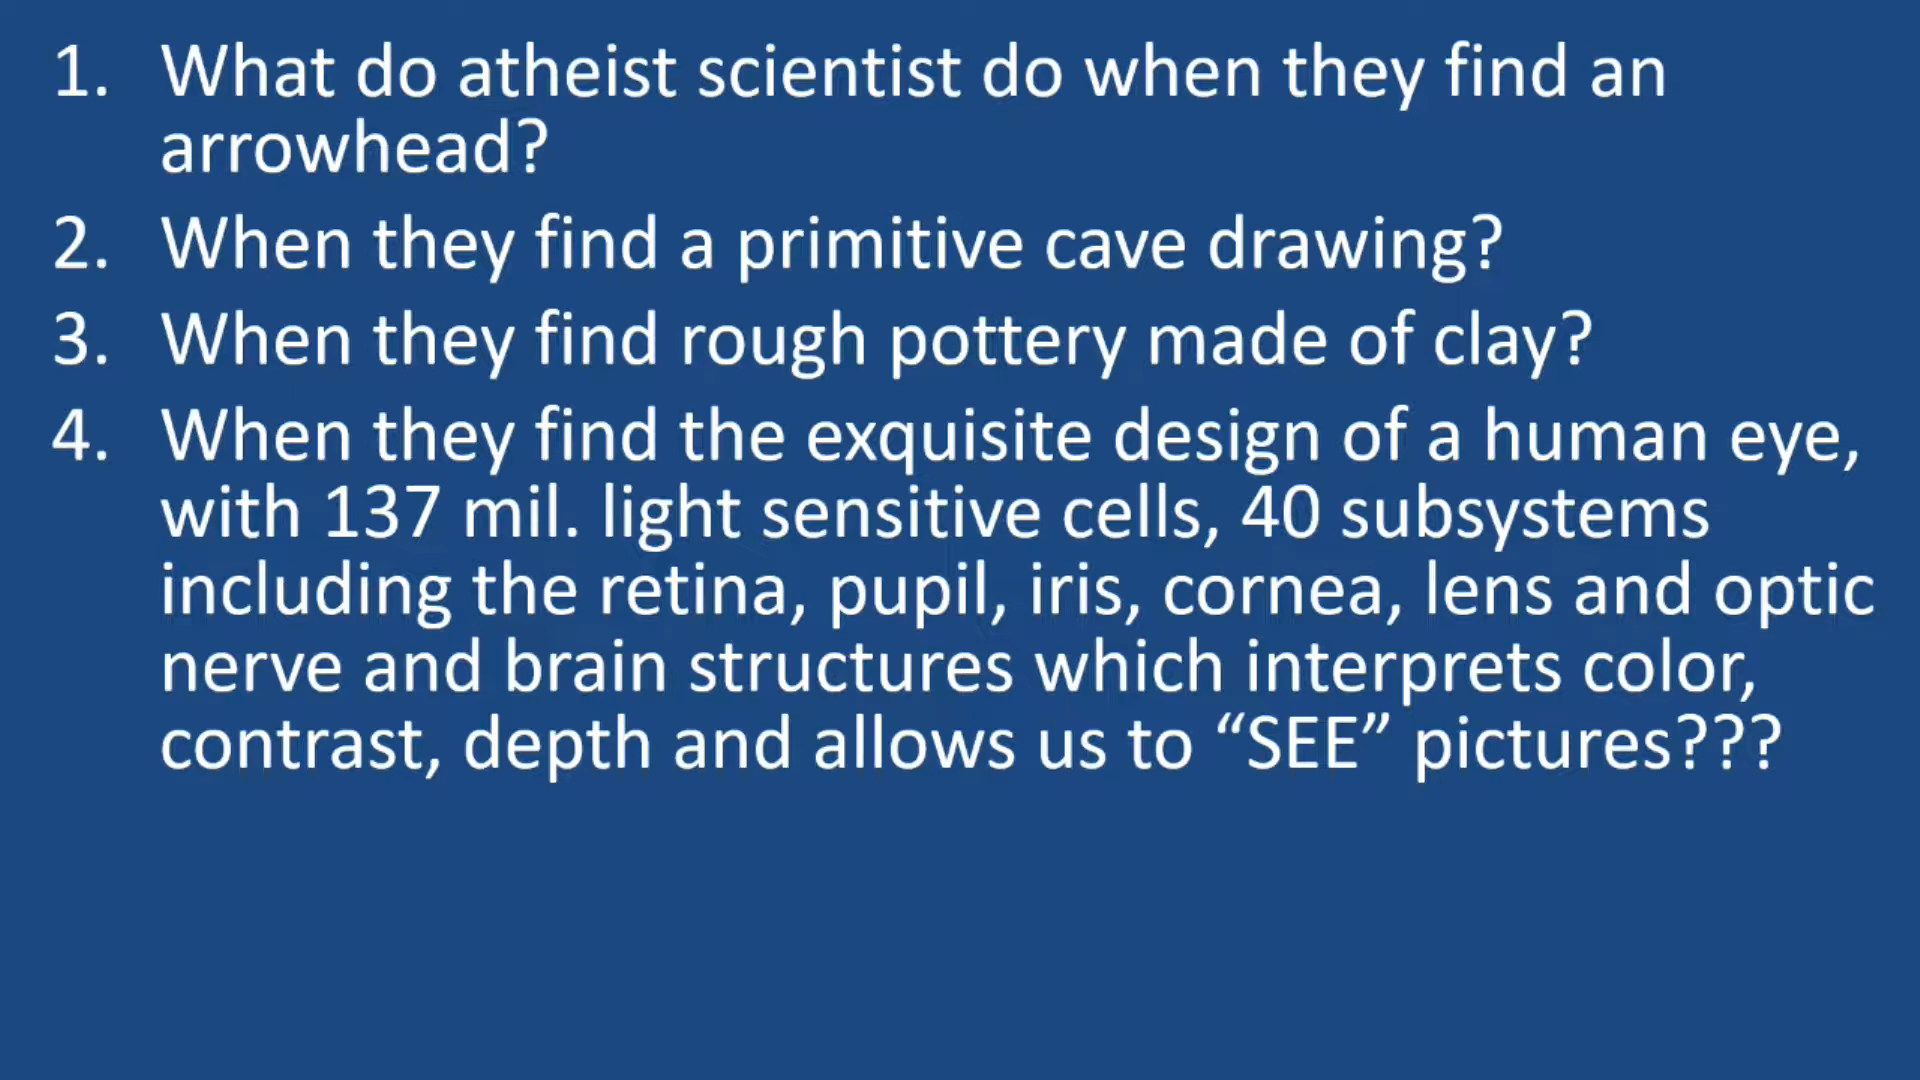 1. What do atheist scientist do when they find an
arrowhead?
2. When they find a primitive cave drawing?
3. When they find rough pottery made of clay?
4. When they find the exquisite design of a human eye,
with 137 mil. light sensitive cells, 40 subsystems
including the retina, pupil, iris, cornea, lens and optic
nerve and brain structures which interprets color,
contrast, depth and allows us to “SEE” pictures???